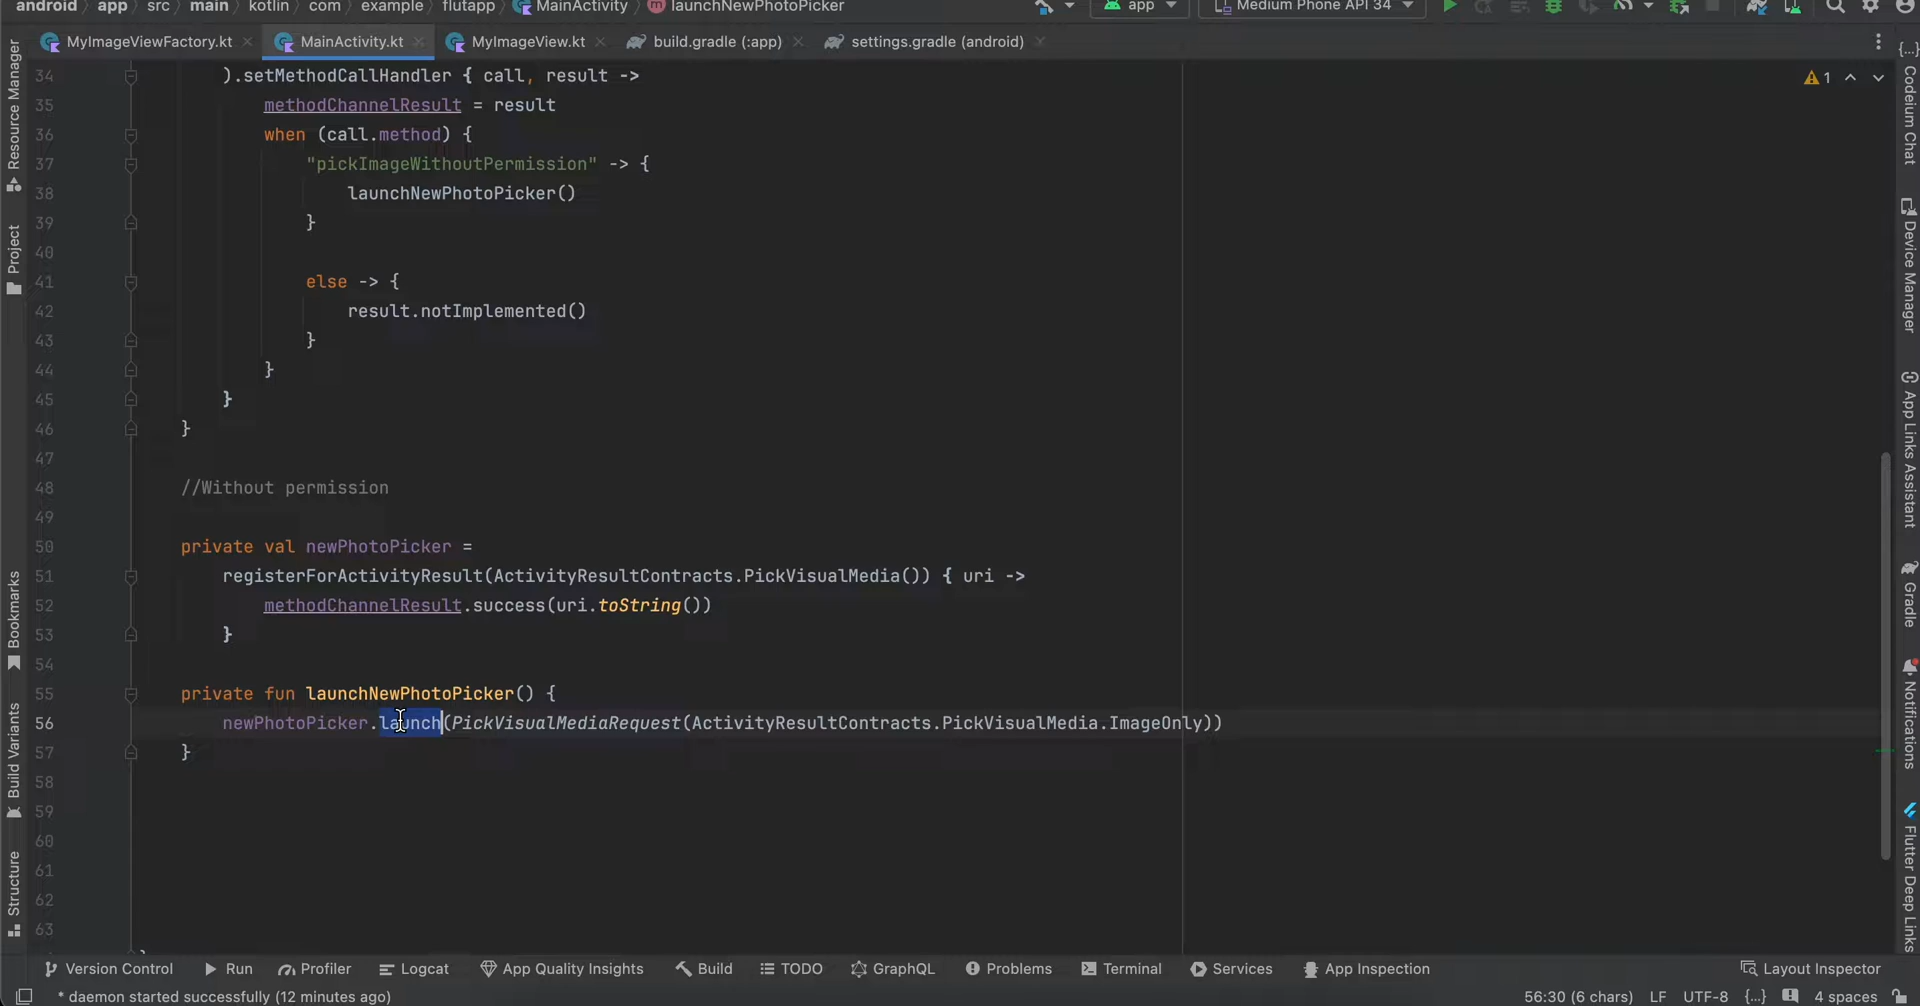 android > app > src > main > kotlin > com > example > flutapp > MainActivity > launchNewPhotoPicker
app
Medium Phone API 34
MyImageViewFactory.kt
MainActivity.kt
MyImageView.kt
build.gradle (:app)
settings.gradle (android)
34 ).setMethodCallHandler { call, result ->
35 methodChannelResult = result
36 when (call.method) {
37 "pickImageWithoutPermission" -> {
38 launchNewPhotoPicker()
39 }
40
41 else -> {
42 result.notImplemented()
43 }
44 }
45 }
46 }
47
48 //Without permission
49
50 private val newPhotoPicker =
51 registerForActivityResult(ActivityResultContracts.PickVisualMedia()) { uri ->
52 methodChannelResult.success(uri.toString())
53 }
54
55 private fun launchNewPhotoPicker() {
56 newPhotoPicker.launch(PickVisualMediaRequest(ActivityResultContracts.PickVisualMedia.ImageOnly))
57 }
58
59
60
61
62
63
1
Resource Manager
Project
Bookmarks
Build Variants
Structure
Codeium Chat
Device Manager
App Links Assistant
Gradle
Notifications
Flutter Deep Links
Version Control
Run
Profiler
Logcat
App Quality Insights
Build
TODO
GraphQL
Problems
Terminal
Services
App Inspection
Layout Inspector
* daemon started successfully (12 minutes ago)
56:30 (6 chars)
LF
UTF-8
4 spaces